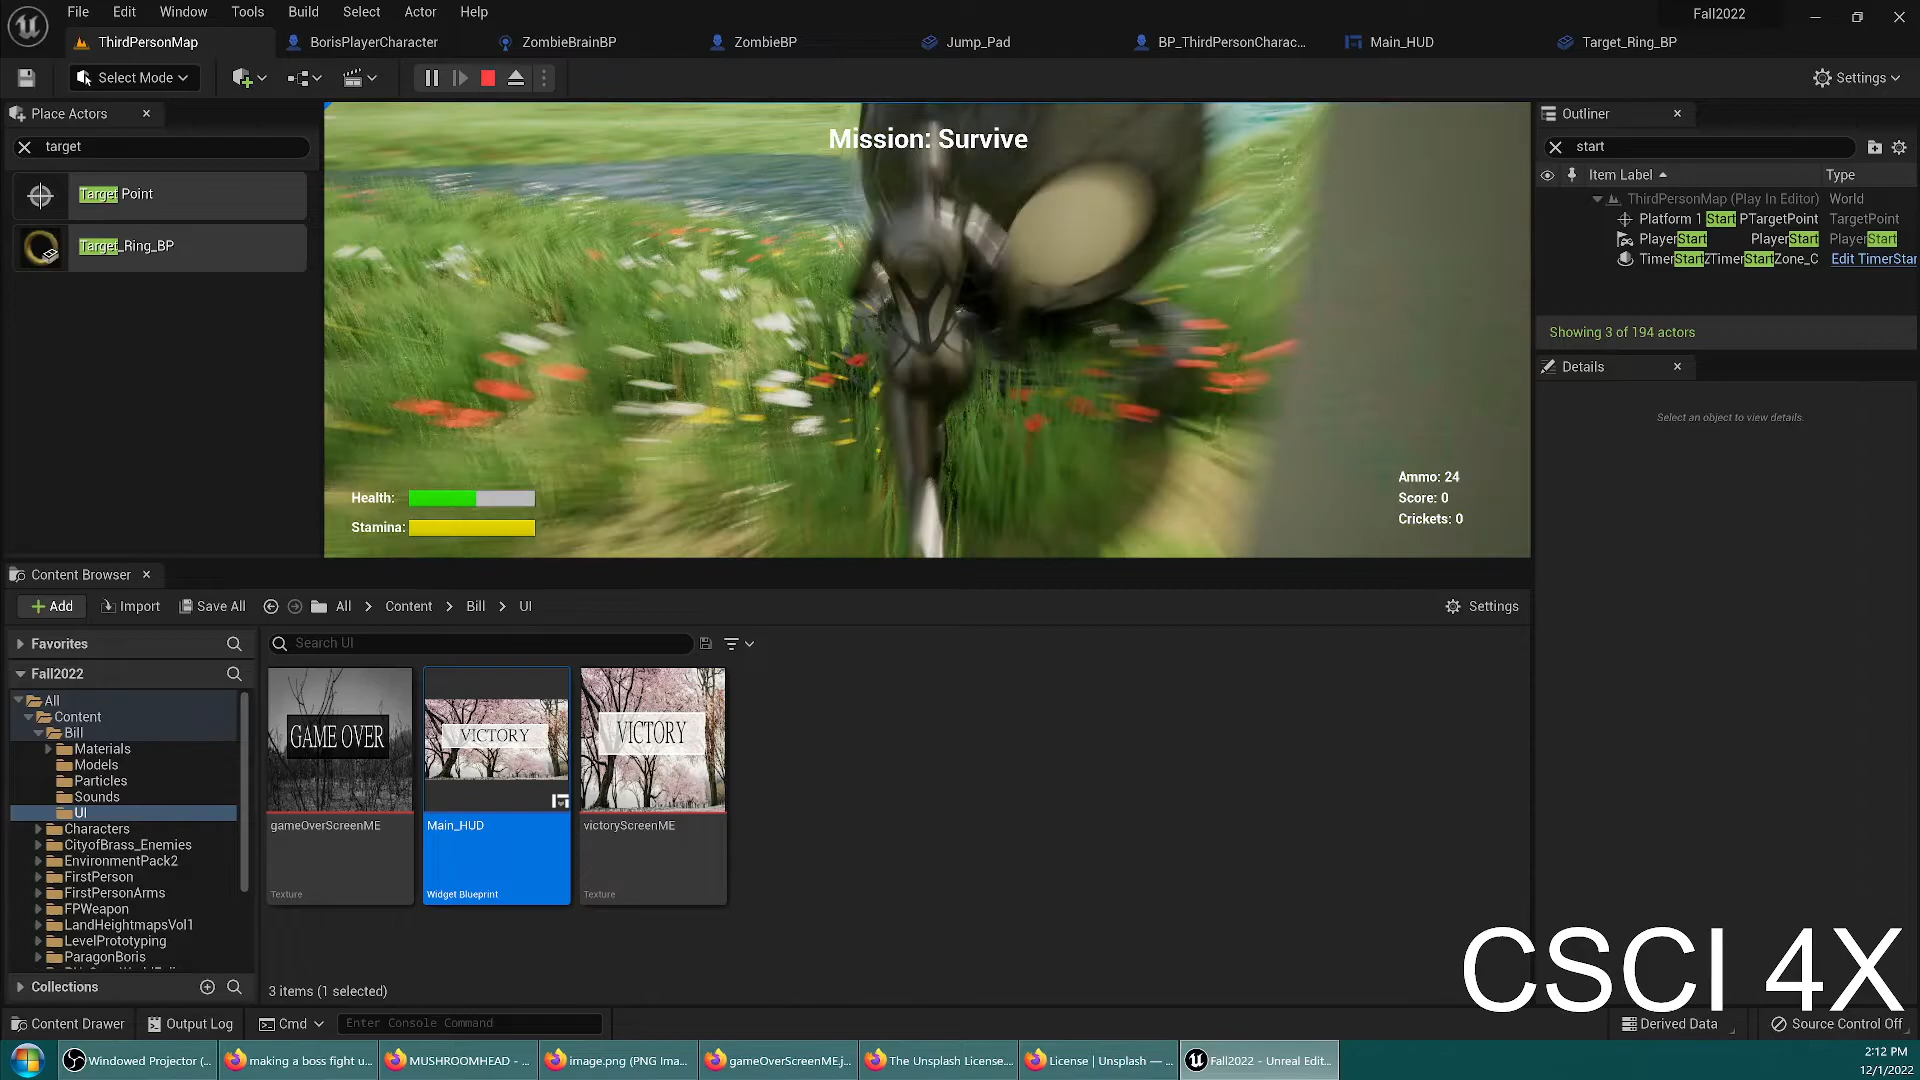 File Edit Window Tools Build Select Actor Help
Fall2022
ThirdPersonMap
BorisPlayerCharacter
ZombieBrainBP
ZombieBP
Jump_Pad
BP_ThirdPersonCharac...
Main_HUD
Target_Ring_BP
Select Mode
Settings
Place Actors
target
Target Point
Target_Ring_BP
Mission: Survive
Health:
Stamina:
Ammo: 24
Score: 0
Crickets: 0
Outliner
start
Item Label
Type
ThirdPersonMap (Play In Editor) World
Platform 1 Start PTargetPoint TargetPoint
PlayerStart PlayerStart PlayerStart
TimerStartZTimerStartZone_C Edit TimerStar
Showing 3 of 194 actors
Details
Select an object to view details.
Content Browser
Add
Import
Save All
All > Content > Bill > UI
Settings
Favorites
Search UI
Fall2022
All
Content
Bill
Materials
Models
Particles
Sounds
UI
Characters
CityofBrass_Enemies
EnvironmentPack2
FirstPerson
FirstPersonArms
FPWeapon
LandHeightmapsVol1
LevelPrototyping
ParagonBoris
GAME OVER
gameOverScreenME
Texture
VICTORY
Main_HUD
Widget Blueprint
VICTORY
victoryScreenME
Texture
Collections
3 items (1 selected)
CSCI 4X
Content Drawer
Output Log
Cmd
Enter Console Command
Derived Data
Source Control Off
Windowed Projector (...
making a boss fight u...
MUSHROOMHEAD - ...
image.png (PNG Ima...
gameOverScreenME.j...
The Unsplash License...
License | Unsplash — ...
Fall2022 - Unreal Edit...
2:12 PM
12/1/2022